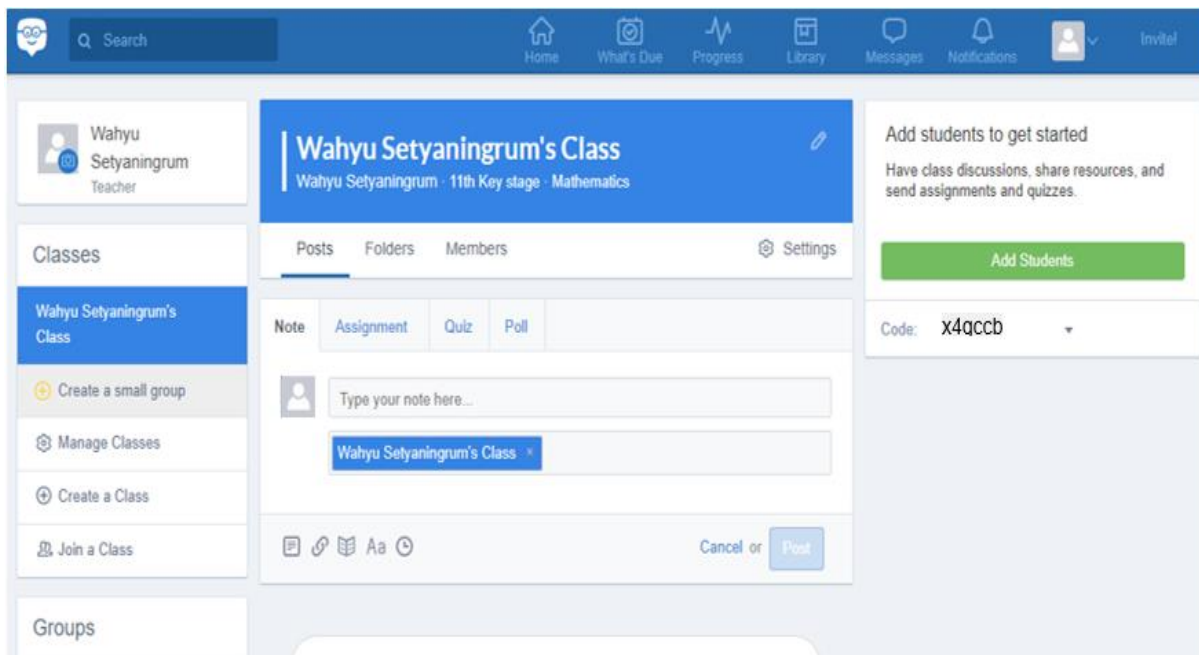 Search
Home
What's Due
Progress
Library
Messages
Notifications
Invite!
Wahyu
Setyaningrum
Teacher
Classes
Wahyu Setyaningrum's
Class
Create a small group
Manage Classes
Create a Class
Join a Class
Groups
Wahyu Setyaningrum's Class
Wahyu Setyaningrum · 11th Key stage · Mathematics
Posts Folders Members Settings
Note Assignment Quiz Poll
Type your note here...
Wahyu Setyaningrum's Class ×
Aa Cancel or Post
Add students to get started
Have class discussions, share resources, and
send assignments and quizzes.
Add Students
Code: x4qccb